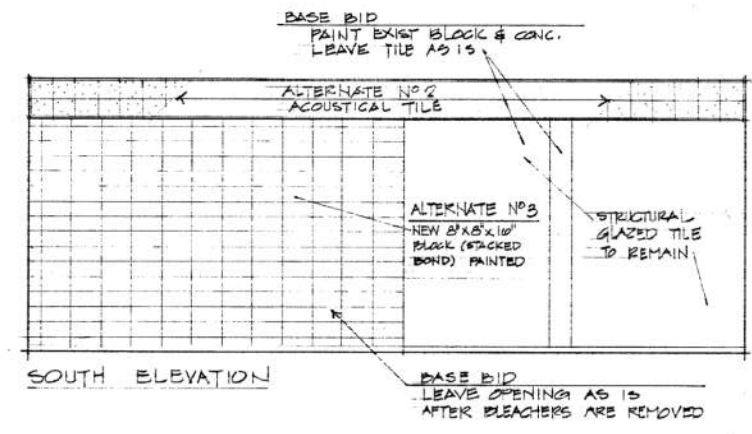 BASE BID
PAINT EXIST BLOCK & CONC.
LEAVE TILE AS IS
ALTERNATE Nº 2
ACOUSTICAL TILE
ALTERNATE Nº3
NEW 8"x8"x16"
BLOCK (STACKED
BOND) PAINTED
STRUCTURAL
GLAZED TILE
TO REMAIN
SOUTH ELEVATION
BASE BID
LEAVE OPENING AS IS
AFTER BLEACHERS ARE REMOVED